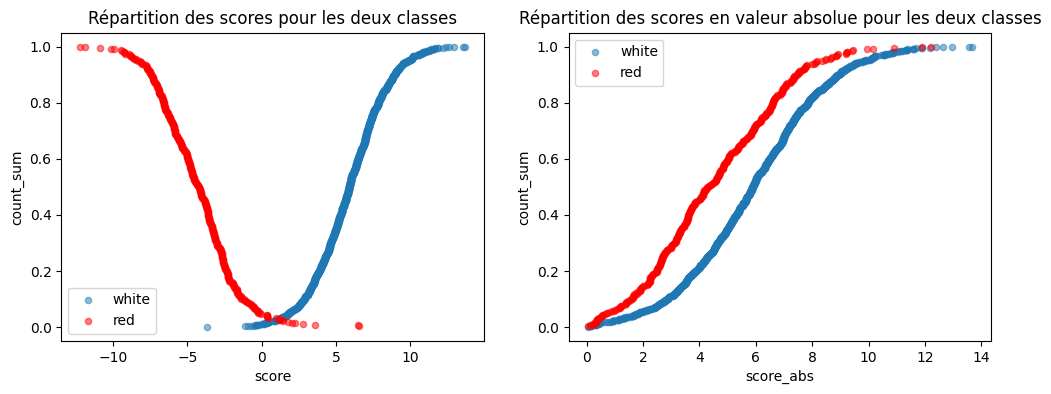 Répartition des scores pour les deux classes
1.0
0.8
0.6
0.4
0.2
0.0
count_sum
white
red
−10
−5
0
5
10
score
Répartition des scores en valeur absolue pour les deux classes
white
red
1.0
0.8
0.6
0.4
0.2
0.0
count_sum
0
2
4
6
8
10
12
14
score_abs